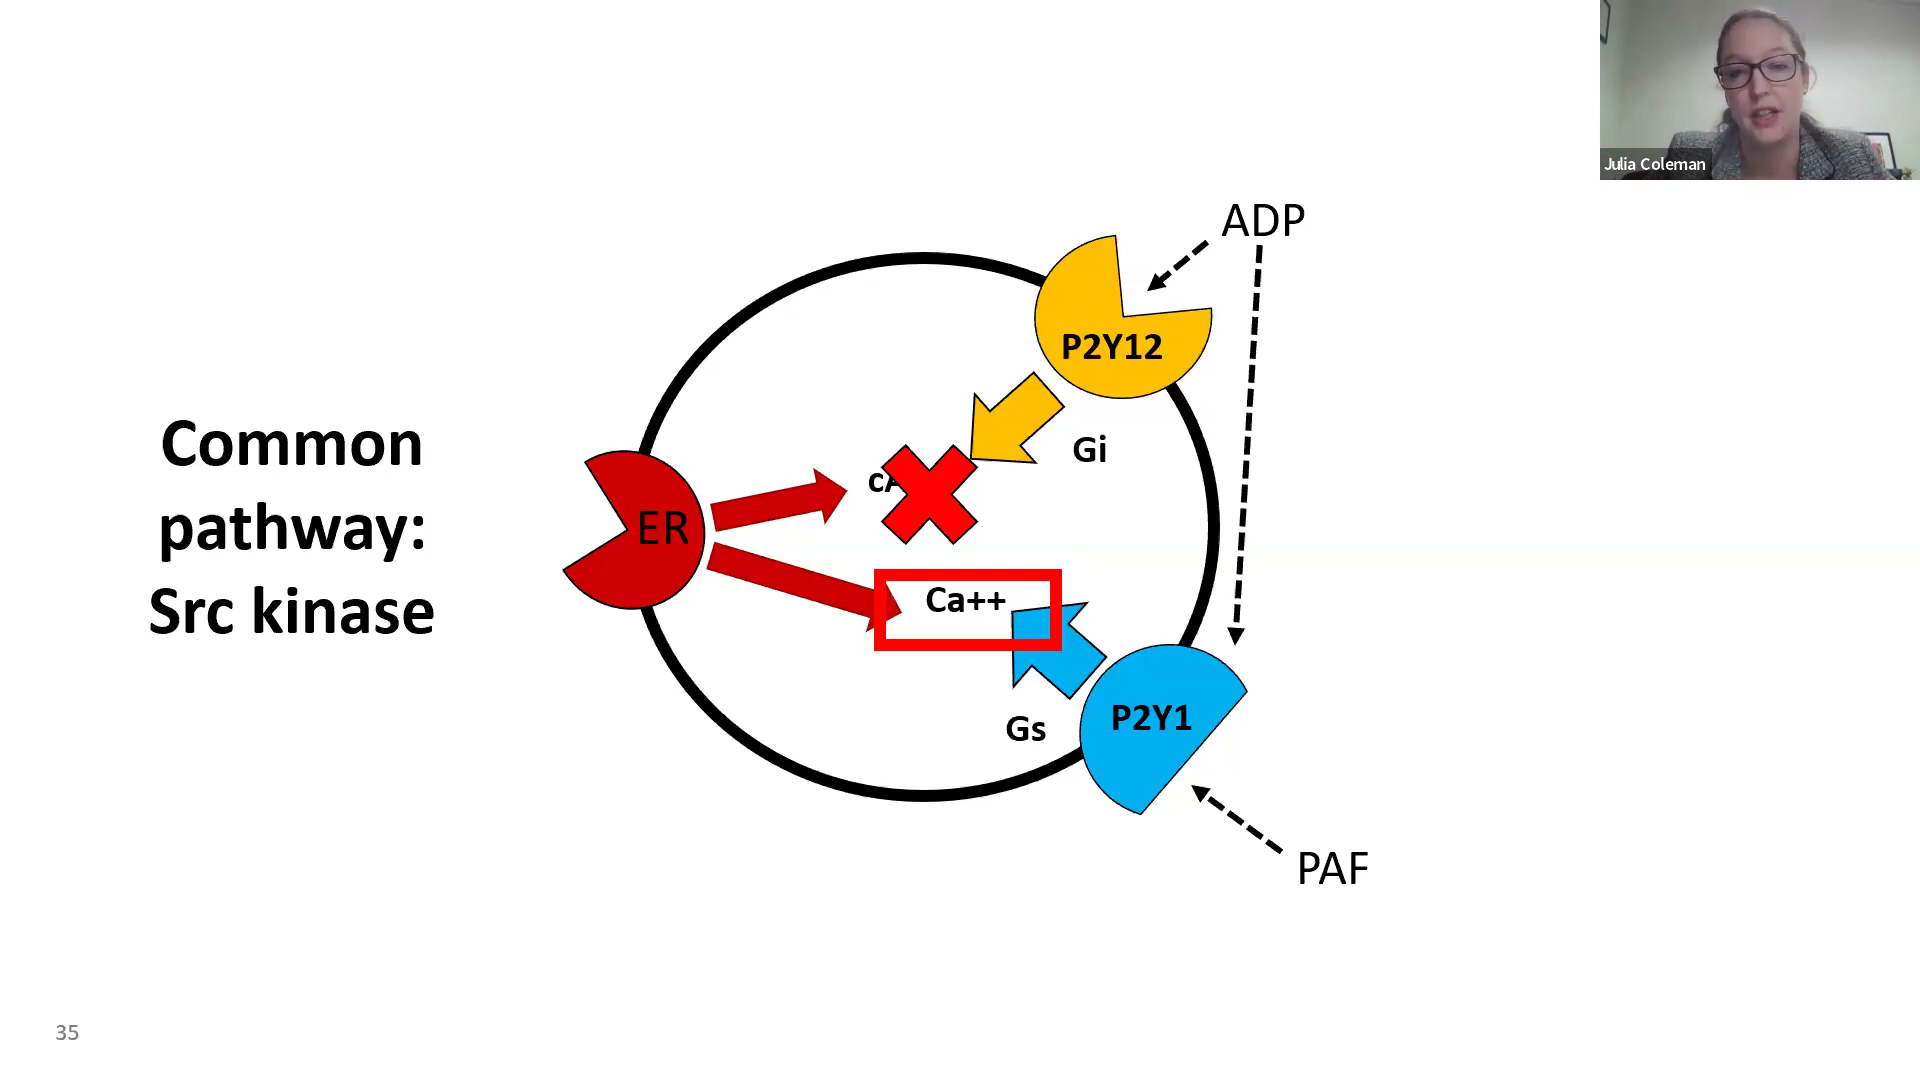 Julia Coleman
ADP
P2Y12
Gi
Common
pathway:
Src kinase
ER
Ca++
P2Y1
Gs
PAF
35